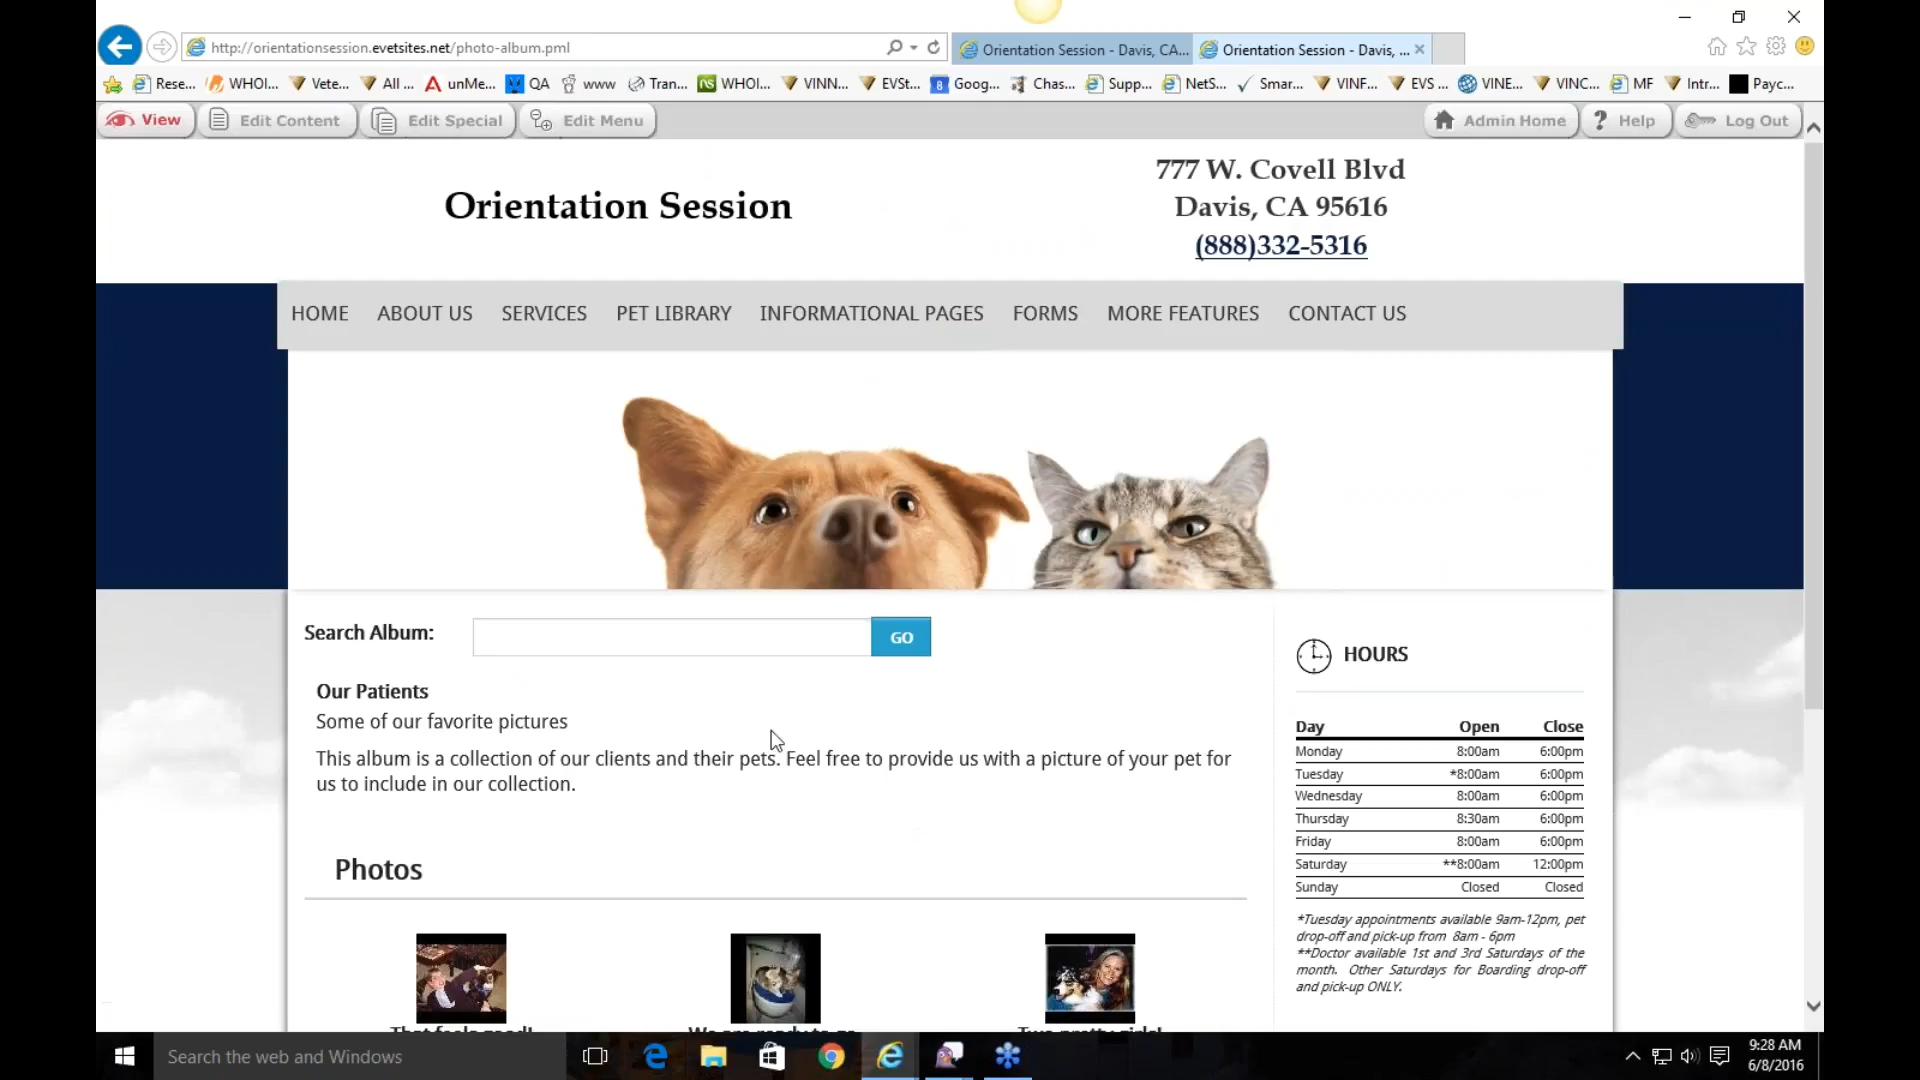 http://orientationsession.evetsites.net/photo-album.pml
Orientation Session - Davis, CA...
Orientation Session - Davis, ...
Rese... WHOI... Vete... All ... unMe... QA www Tran... WHOI... VINN... EVSt... Goog... Chas... Supp... NetS... Smar... VINF... EVS ... VINE... VINC... MF Intr... Payc...
View Edit Content Edit Special Edit Menu Admin Home Help Log Out
Orientation Session
777 W. Covell Blvd
Davis, CA 95616
(888)332-5316
HOME ABOUT US SERVICES PET LIBRARY INFORMATIONAL PAGES FORMS MORE FEATURES CONTACT US
Search Album: GO
Our Patients
Some of our favorite pictures
This album is a collection of our clients and their pets. Feel free to provide us with a picture of your pet for
us to include in our collection.
Photos
That feels good!
We are ready to go
Two pretty girls!
HOURS
Day Open Close
Monday 8:00am 6:00pm
Tuesday *8:00am 6:00pm
Wednesday 8:00am 6:00pm
Thursday 8:30am 6:00pm
Friday 8:00am 6:00pm
Saturday **8:00am 12:00pm
Sunday Closed Closed
*Tuesday appointments available 9am-12pm, pet
drop-off and pick-up from 8am - 6pm
**Doctor available 1st and 3rd Saturdays of the
month. Other Saturdays for Boarding drop-off
and pick-up ONLY.
Search the web and Windows
9:28 AM
6/8/2016